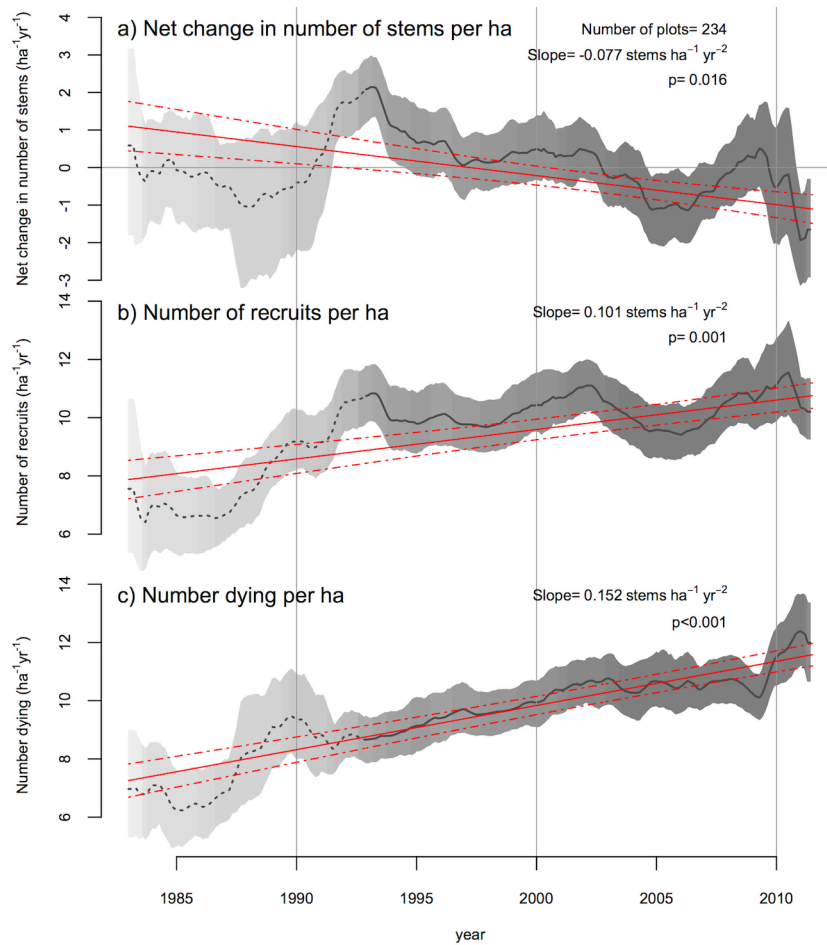 a) Net change in number of stems per ha
Number of plots= 234
Slope= -0.077 stems ha⁻¹ yr⁻²
p= 0.016
Net change in number of stems (ha⁻¹yr⁻¹)
4
3
2
1
0
-1
-2
-3
b) Number of recruits per ha
Slope= 0.101 stems ha⁻¹ yr⁻²
p= 0.001
Number of recruits (ha⁻¹yr⁻¹)
14
12
10
8
6
c) Number dying per ha
Slope= 0.152 stems ha⁻¹ yr⁻²
p<0.001
Number dying (ha⁻¹yr⁻¹)
14
12
10
8
6
1985 1990 1995 2000 2005 2010
year